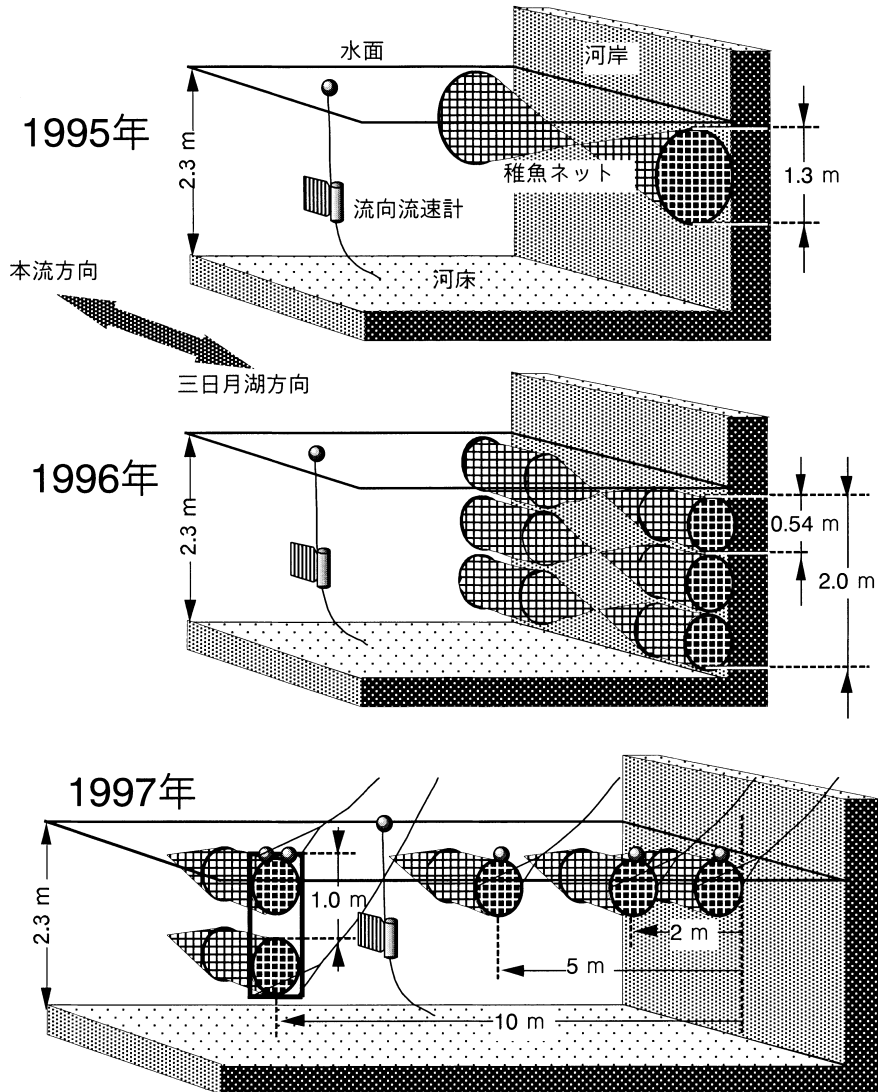 水面
河岸
1995年
2.3 m
1.3 m
稚魚ネット
流向流速計
河床
本流方向
三日月湖方向
1996年
2.3 m
0.54 m
2.0 m
1997年
2.3 m
1.0 m
2 m
5 m
10 m